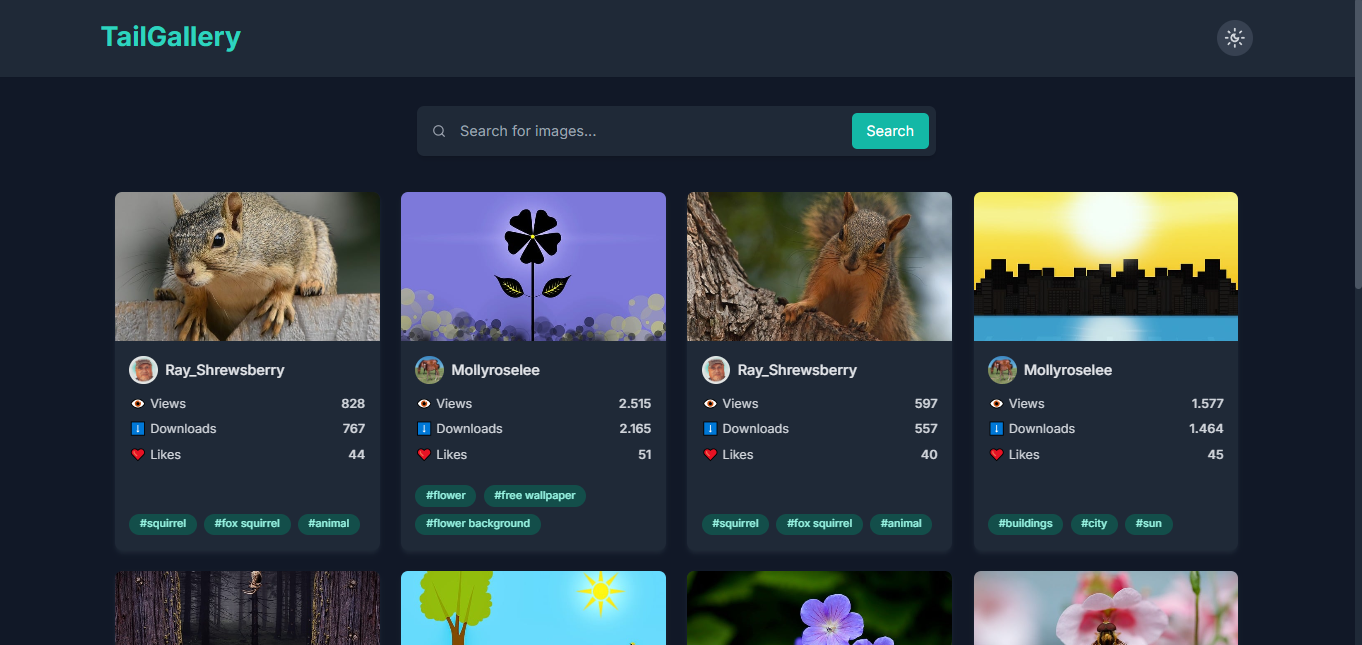 TailGallery
Search for images...
Search
Ray_Shrewsberry
Views 828
Downloads 767
Likes 44
#squirrel #fox squirrel #animal
Mollyroselee
Views 2.515
Downloads 2.165
Likes 51
#flower #free wallpaper
#flower background
Ray_Shrewsberry
Views 597
Downloads 557
Likes 40
#squirrel #fox squirrel #animal
Mollyroselee
Views 1.577
Downloads 1.464
Likes 45
#buildings #city #sun